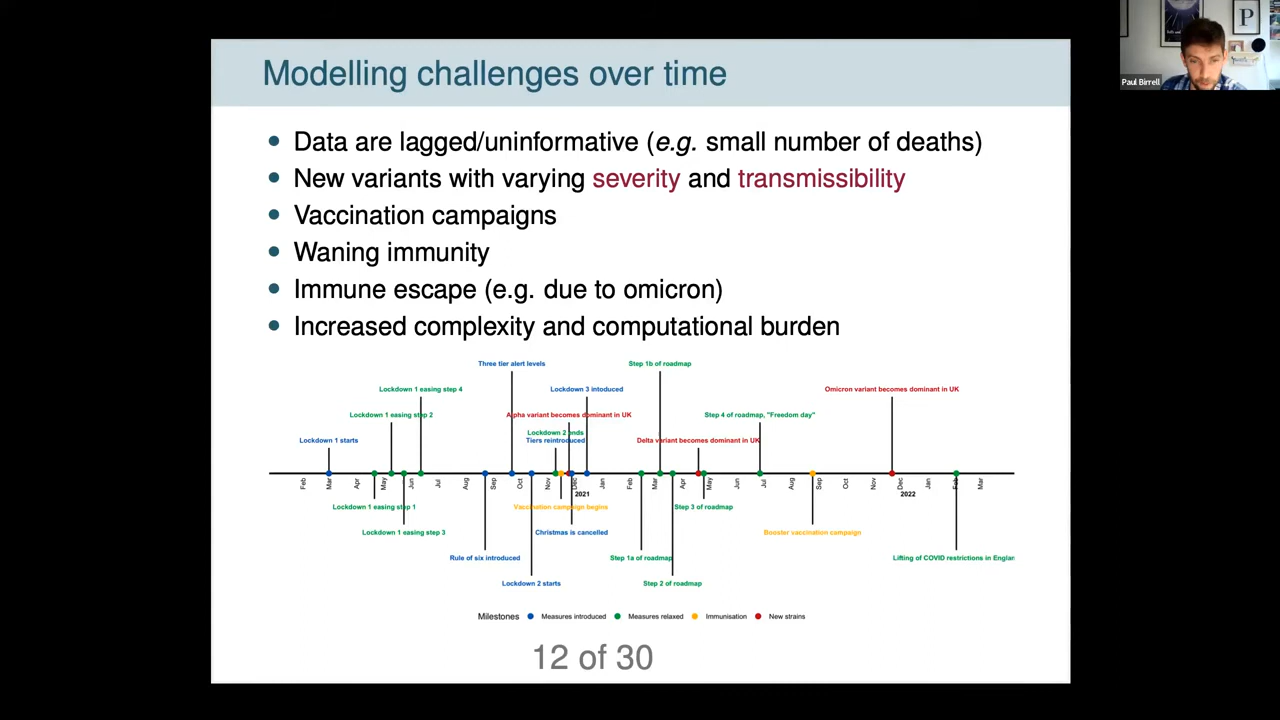 Modelling challenges over time
Data are lagged/uninformative (e.g. small number of deaths)
New variants with varying severity and transmissibility
Vaccination campaigns
Waning immunity
Immune escape (e.g. due to omicron)
Increased complexity and computational burden
Three tier alert levels
Step 1b of roadmap
Lockdown 1 easing step 4
Lockdown 3 intoduced
Omicron variant becomes dominant in UK
Lockdown 1 easing step 2
Alpha variant becomes dominant in UK
Step 4 of roadmap, "Freedom day"
Lockdown 2 ends
Lockdown 1 starts
Tiers reintroduced
Delta variant becomes dominant in UK
Feb Mar Apr May Jun Jul Aug Sep Oct Nov Dec Jan Feb Mar Apr May Jun Jul Aug Sep Oct Nov Dec Jan Feb Mar
2021 2022
Lockdown 1 easing step 1
Vaccination campaign begins
Step 3 of roadmap
Lockdown 1 easing step 3
Christmas is cancelled
Booster vaccination campaign
Rule of six introduced
Step 1a of roadmap
Lifting of COVID restrictions in Englan
Lockdown 2 starts
Step 2 of roadmap
Milestones Measures introduced Measures relaxed Immunisation New strains
12 of 30
Paul Birrell
P